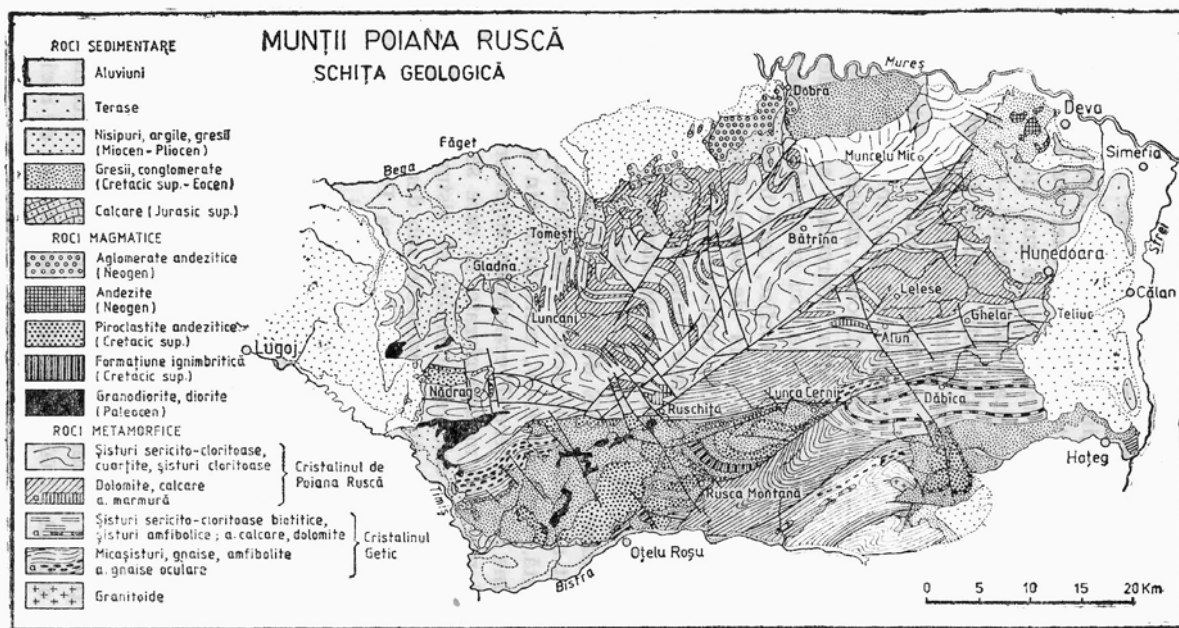 MUNȚII POIANA RUSCĂ
SCHIȚA GEOLOGICĂ
ROCI SEDIMENTARE
Aluviuni
Terase
Nisipuri, argile, gresii
(Miocen-Pliocen)
Gresii, conglomerate
(Cretacic sup.-Eocen)
Calcare (Jurasic sup.)
ROCI MAGMATICE
Aglomerate andezitice
(Neogen)
Andezite
(Neogen)
Piroclastite andezitice
(Cretacic sup.)
Formațiune ignimbritică
(Cretacic sup.)
Granodiorite, diorite
(Paleocen)
ROCI METAMORFICE
Șisturi sericito-cloritoase,
cuarțite, șisturi cloritoase
Dolomite, calcare
a. marmură
Cristalinul de
Poiana Ruscă
a
Șisturi sericito-cloritoase biotitice,
șisturi amfibolice; a. calcare, dolomite
a
Micașisturi, gnaise, amfibolite
a. gnaise oculare
a
Cristalinul
Getic
Granitoide
Mureș
Dobra
Deva
Făget
Bega
Muncelu Mic
Simeria
Strei
Tomești
Bătrîna
Hunedoara
Gladna
Lelese
Călan
Luncani
Ghelar
Teliuc
Lugoj
Alun
Nădrag
Lunca Cernii
Dăbîca
Ruschița
Hațeg
Rusca Montană
Timiș
Oțelu Roșu
Bistra
0 5 10 15 20 Km